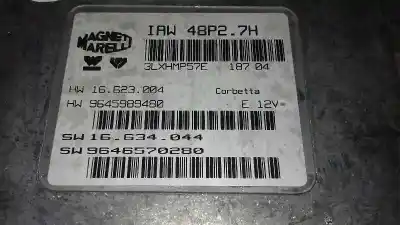 MAGNETI
MARELLI
IAW 48P2.7H
3LXHMP57E 187 04
HW 16.623.004 Corbetta
HW 9645989480 E 12V=
SW 16.634.044
SW 9646570280